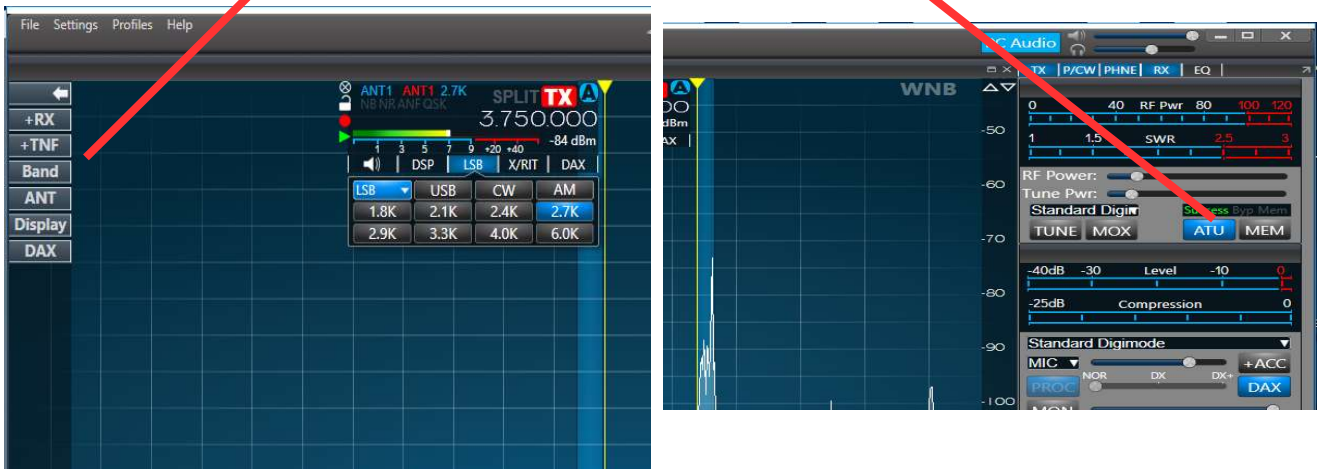 File Settings Profiles Help
+RX
+TNF
Band
ANT
Display
DAX
ANT1 ANT1 2.7K SPLIT TX A
NB NR ANF QSK 3.750.000
1 3 5 7 9 +20 +40 -84 dBm
DSP LSB X/RIT DAX
LSB USB CW AM
1.8K 2.1K 2.4K 2.7K
2.9K 3.3K 4.0K 6.0K
Audio X
TX P/CW PHNE RX EQ
A WNB
dBm
AX
-50
-60
-70
-80
-90
-100
0 40 RF Pwr 80 100 120
1 1.5 SWR 2.5 3
RF Power:
Tune Pwr:
Standard Byp Mem
TUNE MOX ATU MEM
-40dB -30 Level -10 0
-25dB Compression 0
Standard Digimode
MIC +ACC
NOR DX DX+
PROC DAX
MON